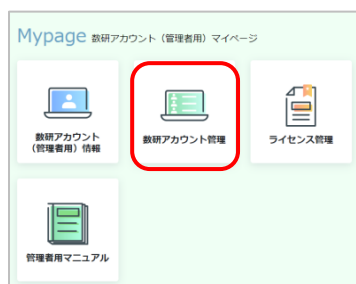 Mypage 数研アカウント（管理者用）マイページ
数研アカウント
（管理者用）情報
数研アカウント管理
ライセンス管理
管理者用マニュアル